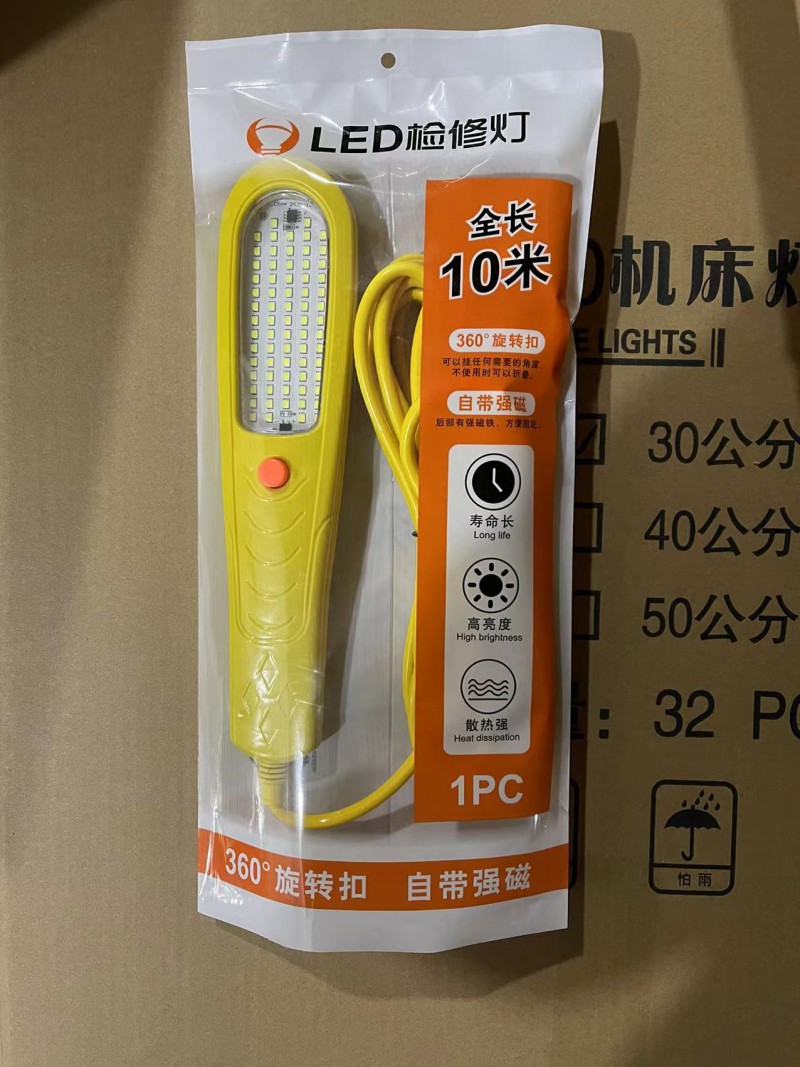 LED检修灯
全长
10米
360°旋转扣
可以挂任何需要的角度
不使用时可以折叠。
自带强磁
后部有强磁铁，方便固定
寿命长
Long life
高亮度
High brightness
散热强
Heat dissipation
1PC
360°旋转扣 自带强磁
机床灯
LIGHTS
30公分
40公分
50公分
32 PC
怕雨